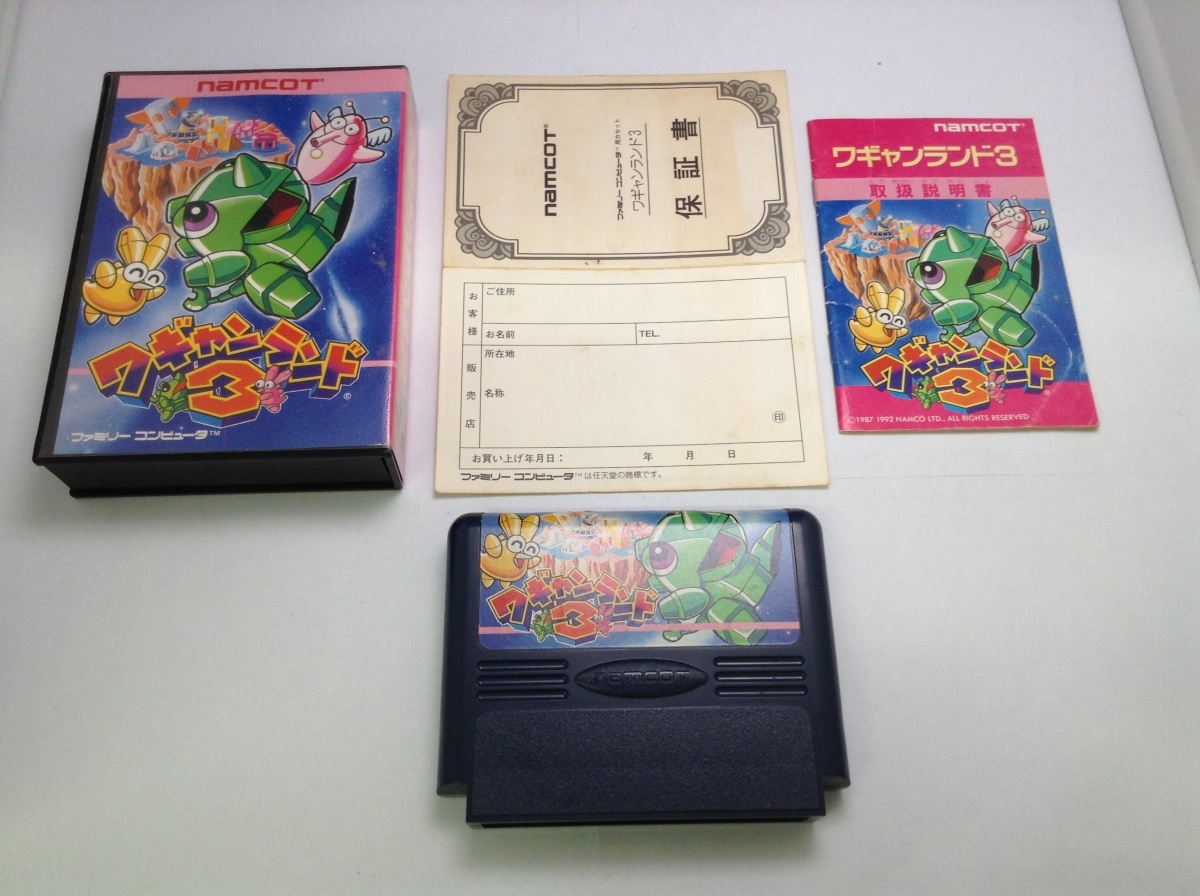 namcoT®
ワギャンランド
3
®
ファミリー コンピュータ™
namcoT®
ファミリー コンピュータ™用カセット
ワギャンランド3
保証書
お客様
ご住所
お名前
TEL.
販売店
所在地
名称
印
お買い上げ年月日: 年 月 日
ファミリー コンピュータ™は任天堂の商標です。
namcoT®
ワギャンランド3
取扱説明書
ワギャンランド
3
©1987 1992 NAMCO LTD., ALL RIGHTS RESERVED
ワギャンランド
3
namcoT